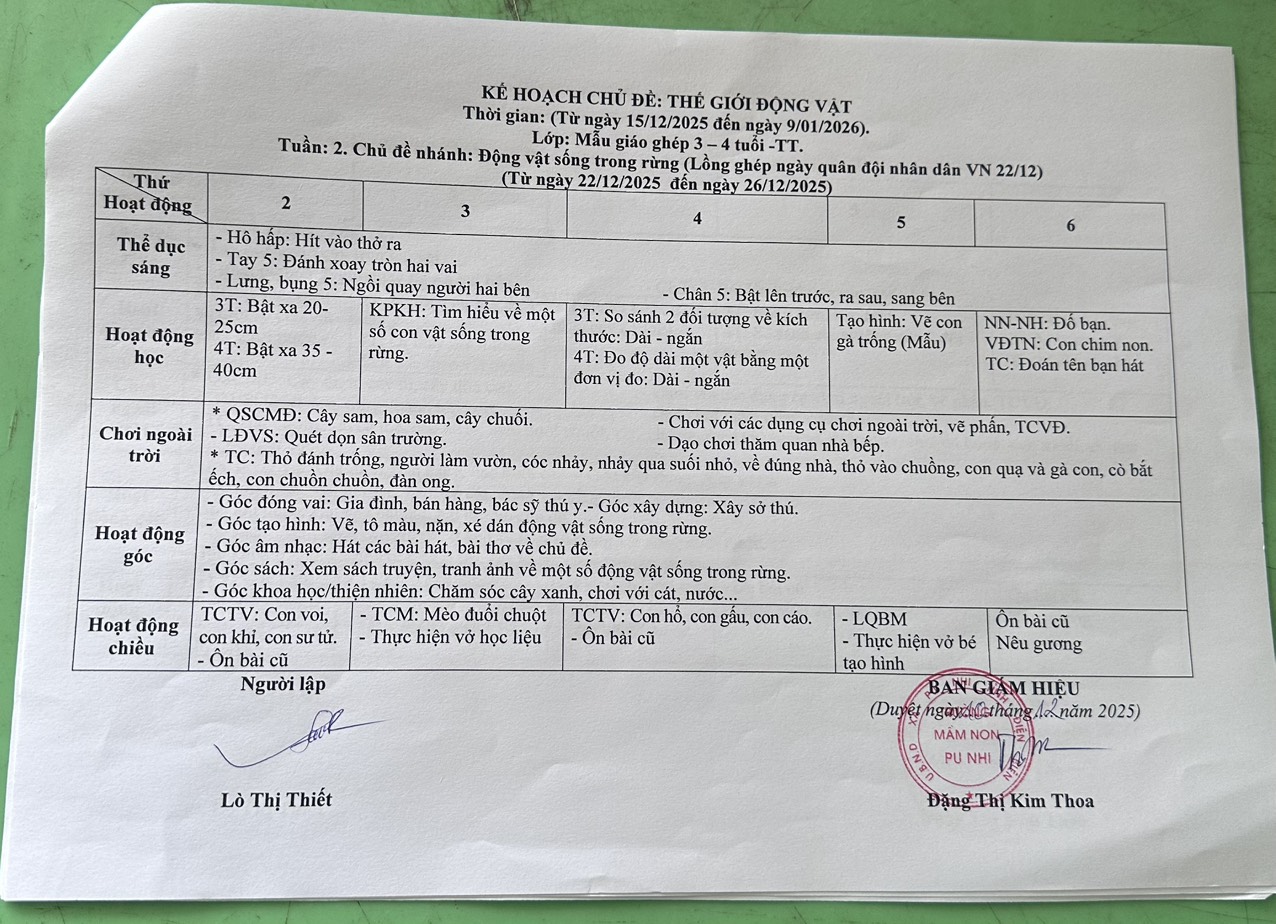 KẾ HOẠCH CHỦ ĐỀ: THẾ GIỚI ĐỘNG VẬT
Thời gian: (Từ ngày 15/12/2025 đến ngày 9/01/2026).
Lớp: Mẫu giáo ghép 3 – 4 tuổi -TT.
Tuần: 2. Chủ đề nhánh: Động vật sống trong rừng (Lồng ghép ngày quân đội nhân dân VN 22/12)
(Từ ngày 22/12/2025 đến ngày 26/12/2025)
Thứ
Hoạt động
2
3
4
5
6
Thể dục
sáng
- Hô hấp: Hít vào thở ra
- Tay 5: Đánh xoay tròn hai vai
- Lưng, bụng 5: Ngồi quay người hai bên
- Chân 5: Bật lên trước, ra sau, sang bên
Hoạt động
học
3T: Bật xa 20-
25cm
4T: Bật xa 35 -
40cm
KPKH: Tìm hiểu về một
số con vật sống trong
rừng.
3T: So sánh 2 đối tượng về kích
thước: Dài - ngắn
4T: Đo độ dài một vật bằng một
đơn vị đo: Dài - ngắn
Tạo hình: Vẽ con
gà trống (Mẫu)
NN-NH: Đố bạn.
VĐTN: Con chim non.
TC: Đoán tên bạn hát
Chơi ngoài
trời
* QSCMĐ: Cây sam, hoa sam, cây chuối.
- Chơi với các dụng cụ chơi ngoài trời, vẽ phấn, TCVĐ.
- LĐVS: Quét dọn sân trường.
- Dạo chơi thăm quan nhà bếp.
* TC: Thỏ đánh trống, người làm vườn, cóc nhảy, nhảy qua suối nhỏ, về đúng nhà, thỏ vào chuồng, con quạ và gà con, cò bắt
ếch, con chuồn chuồn, đàn ong.
Hoạt động
góc
- Góc đóng vai: Gia đình, bán hàng, bác sỹ thú y.- Góc xây dựng: Xây sở thú.
- Góc tạo hình: Vẽ, tô màu, nặn, xé dán động vật sống trong rừng.
- Góc âm nhạc: Hát các bài hát, bài thơ về chủ đề.
- Góc sách: Xem sách truyện, tranh ảnh về một số động vật sống trong rừng.
- Góc khoa học/thiện nhiên: Chăm sóc cây xanh, chơi với cát, nước...
Hoạt động
chiều
TCTV: Con voi,
con khỉ, con sư tử.
- Ôn bài cũ
- TCM: Mèo đuổi chuột
- Thực hiện vở học liệu
TCTV: Con hổ, con gấu, con cáo.
- Ôn bài cũ
- LQBM
- Thực hiện vở bé
tạo hình
Ôn bài cũ
Nêu gương
Người lập
BAN GIÁM HIỆU
(Duyệt ngày tháng 12 năm 2025)
MẦM NON
PU NHI
U.B.N.D
Lò Thị Thiết
Đặng Thị Kim Thoa